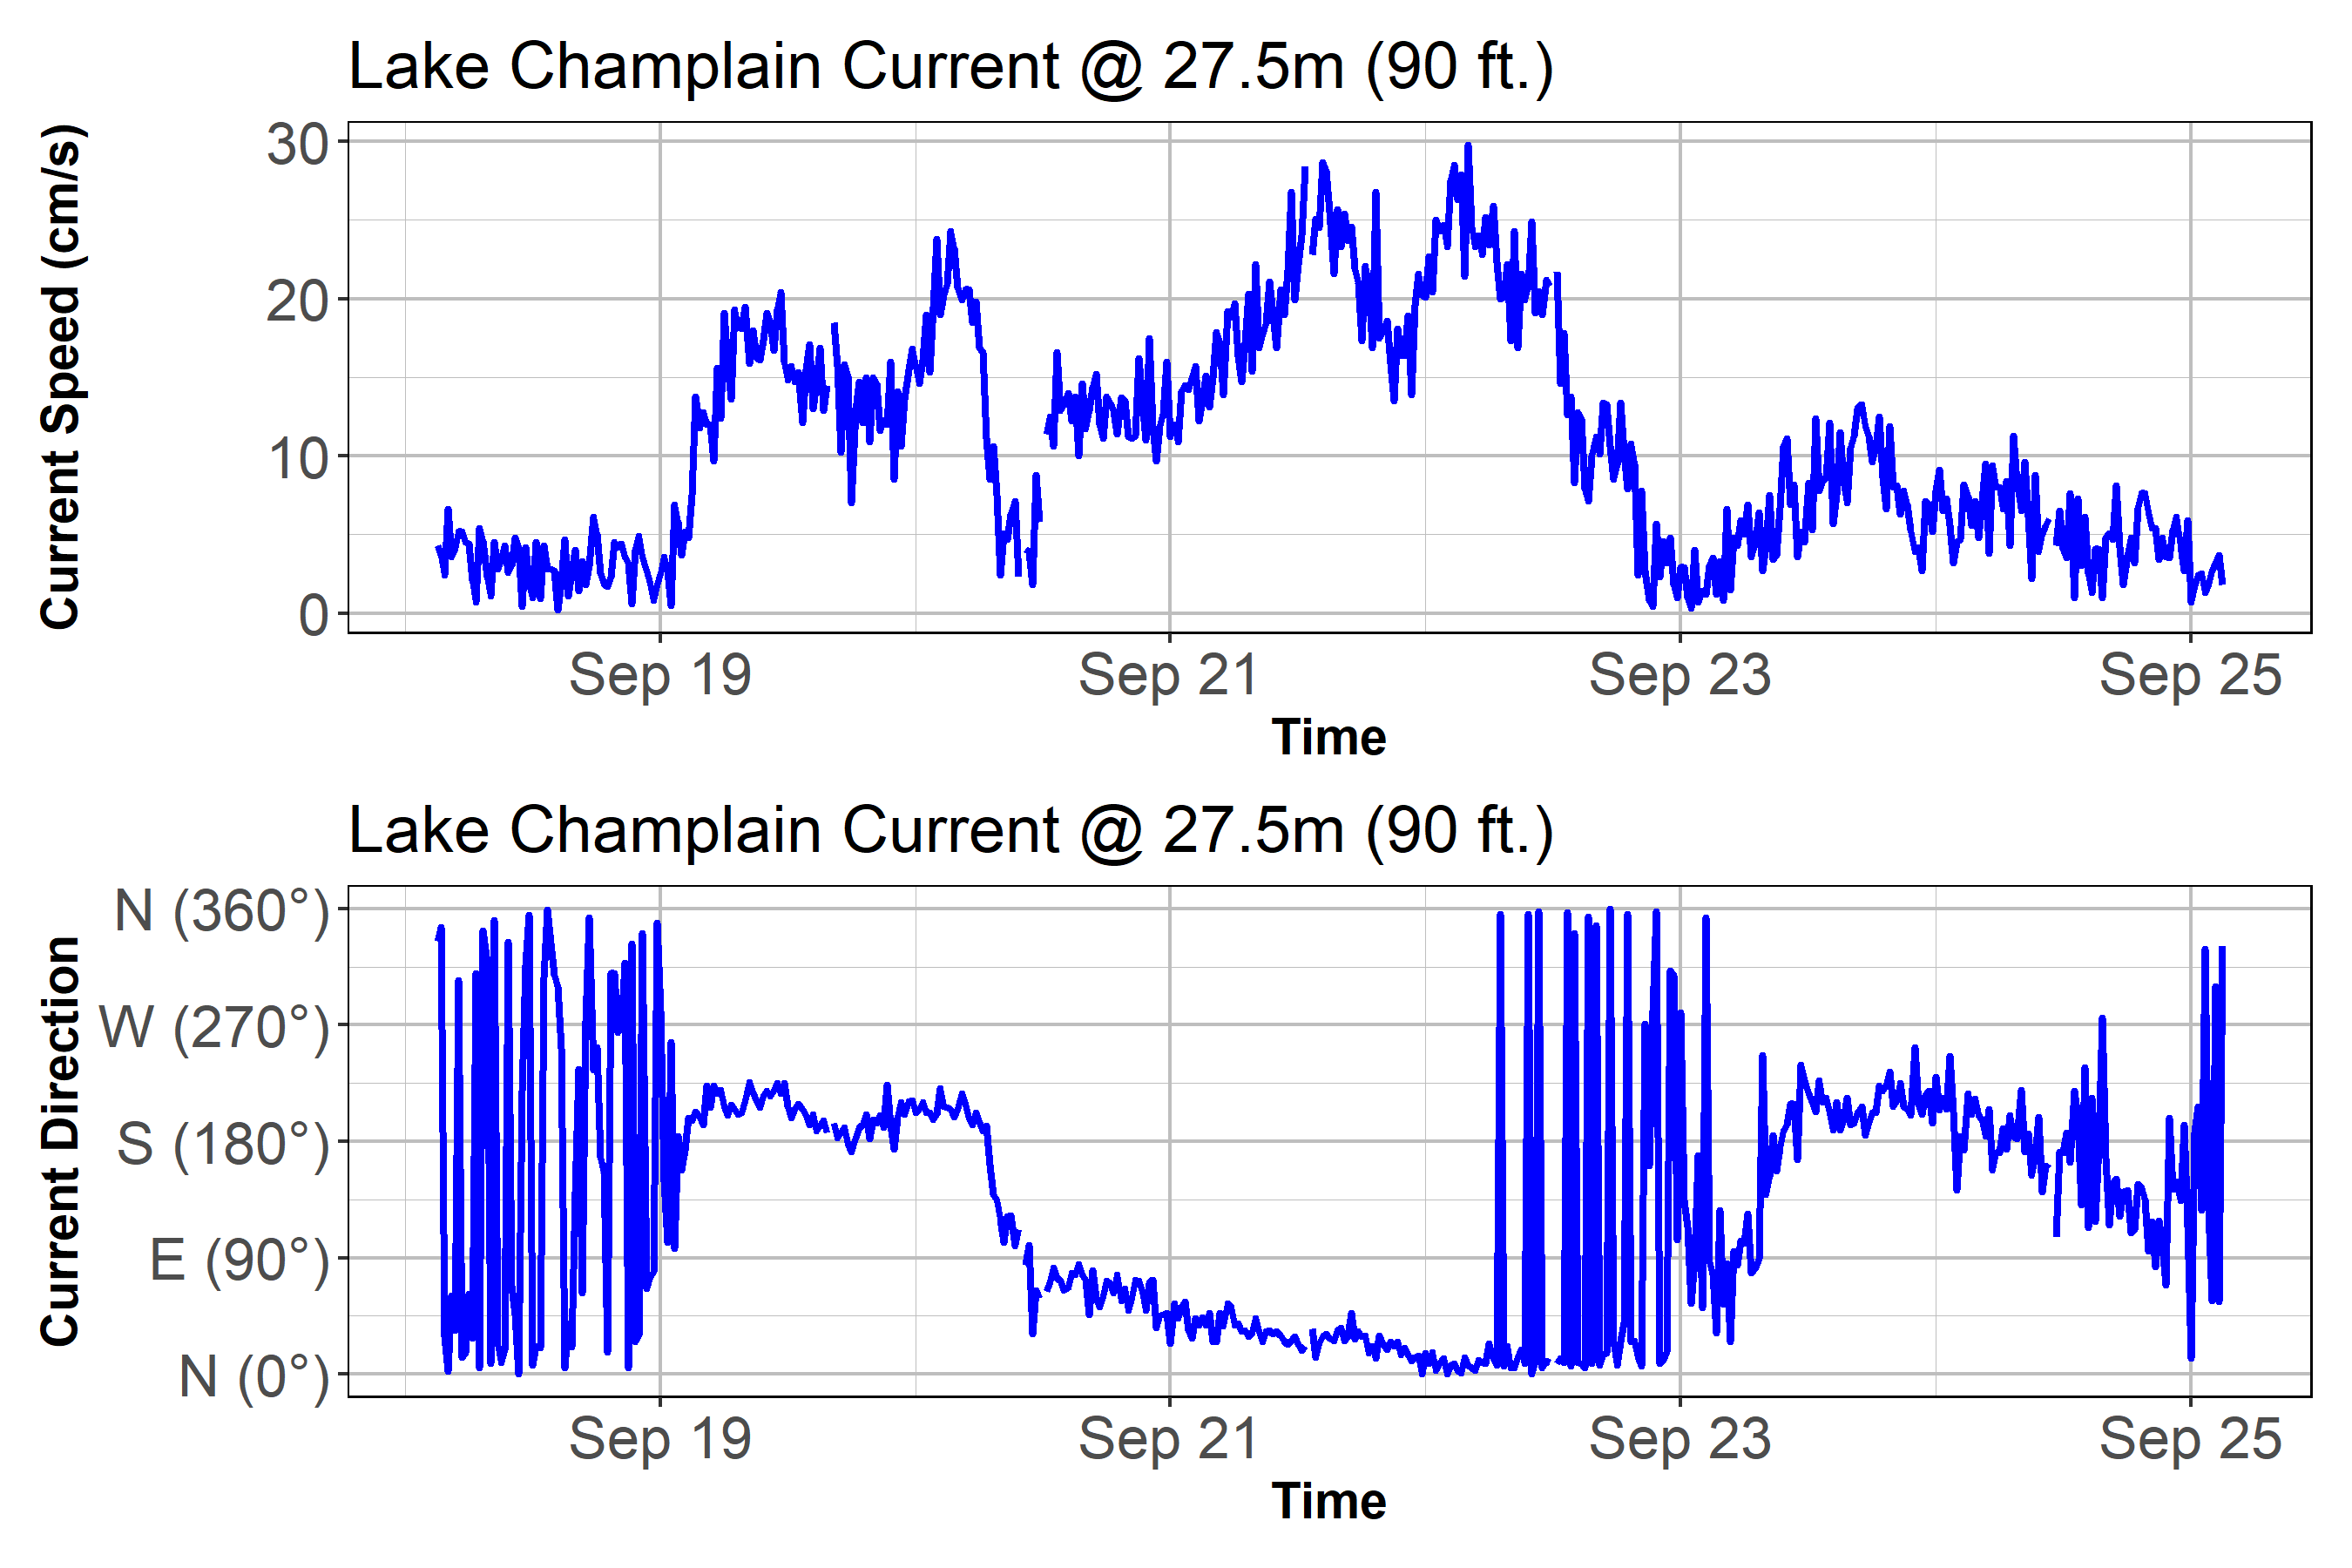 Lake Champlain Current @ 27.5m (90 ft.)
Current Speed (cm/s)
30
20
10
0
Sep 19 Sep 21 Sep 23 Sep 25
Time
Lake Champlain Current @ 27.5m (90 ft.)
Current Direction
N (360°)
W (270°)
S (180°)
E (90°)
N (0°)
Sep 19 Sep 21 Sep 23 Sep 25
Time